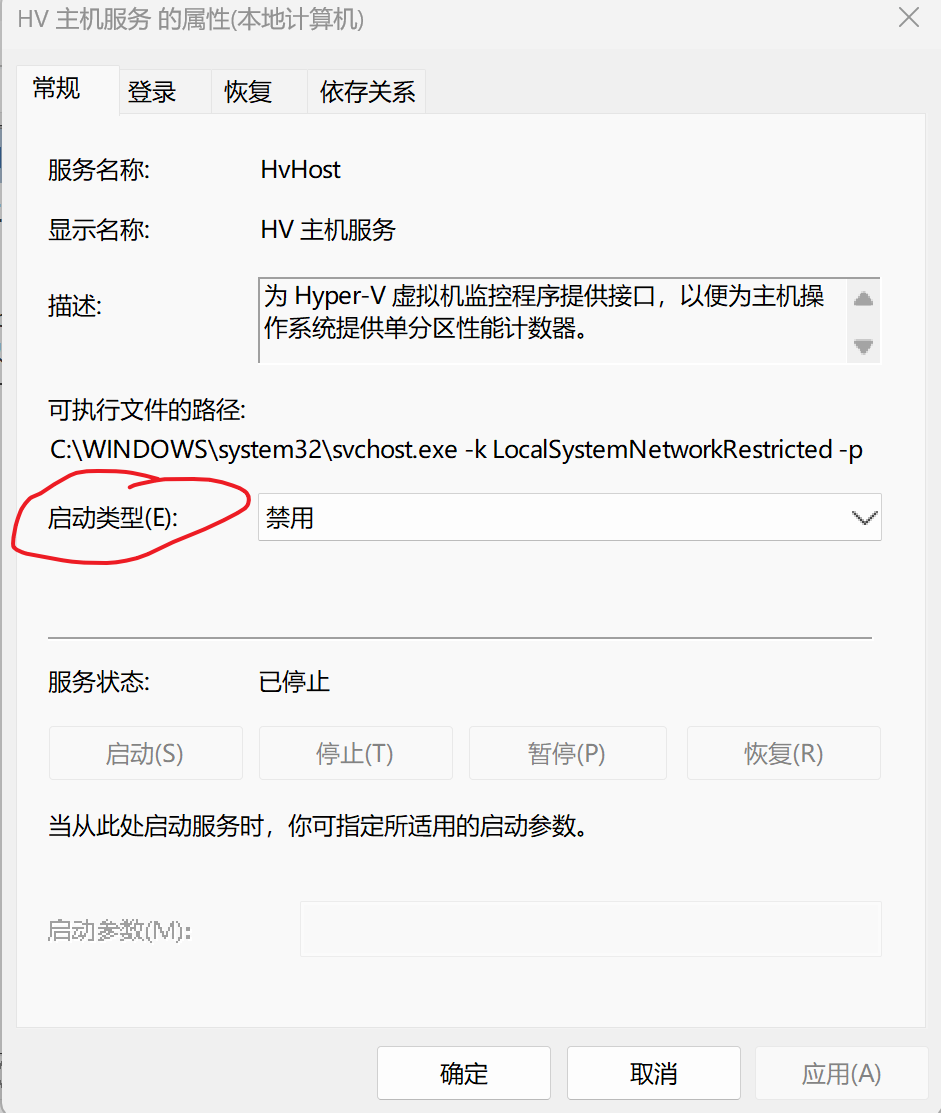 HV 主机服务 的属性(本地计算机)
常规 登录 恢复 依存关系
服务名称: HvHost
显示名称: HV 主机服务
描述: 为 Hyper-V 虚拟机监控程序提供接口，以便为主机操
作系统提供单分区性能计数器。
可执行文件的路径:
C:\WINDOWS\system32\svchost.exe -k LocalSystemNetworkRestricted -p
启动类型(E): 禁用
服务状态: 已停止
启动(S) 停止(T) 暂停(P) 恢复(R)
当从此处启动服务时，你可指定所适用的启动参数。
启动参数(M):
确定 取消 应用(A)